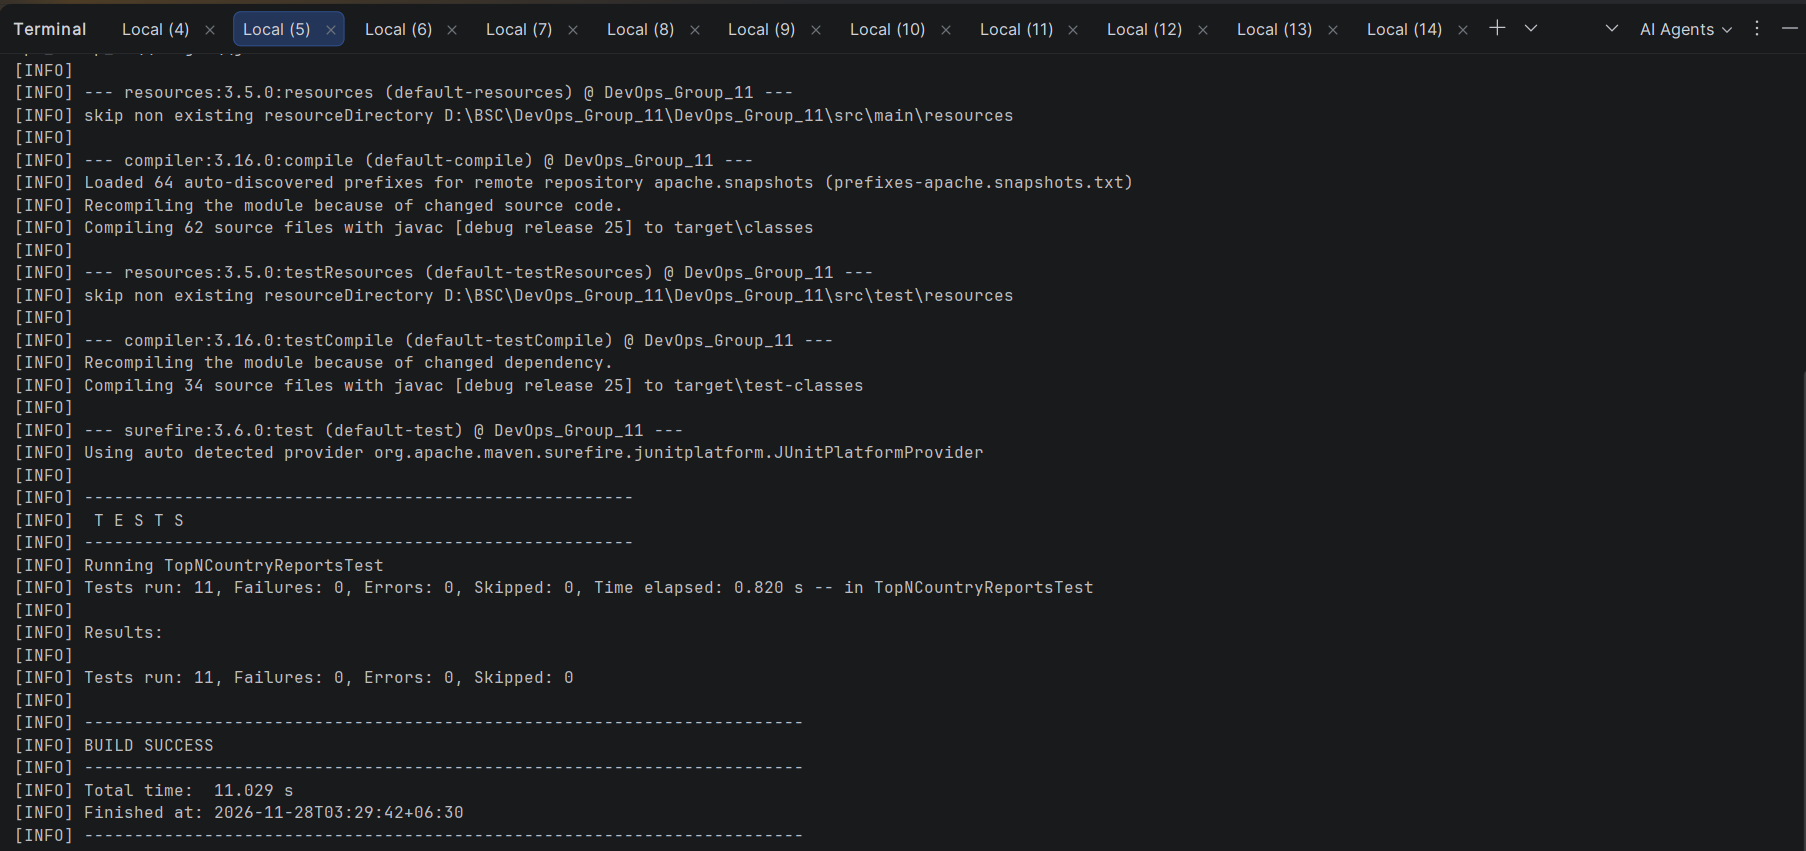 Terminal Local (4) Local (5) Local (6) Local (7) Local (8) Local (9) Local (10) Local (11) Local (12) Local (13) Local (14) AI Agents
[INFO]
[INFO] --- resources:3.5.0:resources (default-resources) @ DevOps_Group_11 ---
[INFO] skip non existing resourceDirectory D:\BSC\DevOps_Group_11\DevOps_Group_11\src\main\resources
[INFO]
[INFO] --- compiler:3.16.0:compile (default-compile) @ DevOps_Group_11 ---
[INFO] Loaded 64 auto-discovered prefixes for remote repository apache.snapshots (prefixes-apache.snapshots.txt)
[INFO] Recompiling the module because of changed source code.
[INFO] Compiling 62 source files with javac [debug release 25] to target\classes
[INFO]
[INFO] --- resources:3.5.0:testResources (default-testResources) @ DevOps_Group_11 ---
[INFO] skip non existing resourceDirectory D:\BSC\DevOps_Group_11\DevOps_Group_11\src\test\resources
[INFO]
[INFO] --- compiler:3.16.0:testCompile (default-testCompile) @ DevOps_Group_11 ---
[INFO] Recompiling the module because of changed dependency.
[INFO] Compiling 34 source files with javac [debug release 25] to target\test-classes
[INFO]
[INFO] --- surefire:3.6.0:test (default-test) @ DevOps_Group_11 ---
[INFO] Using auto detected provider org.apache.maven.surefire.junitplatform.JUnitPlatformProvider
[INFO]
[INFO] -------------------------------------------------------
[INFO]  T E S T S
[INFO] -------------------------------------------------------
[INFO] Running TopNCountryReportsTest
[INFO] Tests run: 11, Failures: 0, Errors: 0, Skipped: 0, Time elapsed: 0.820 s -- in TopNCountryReportsTest
[INFO]
[INFO] Results:
[INFO]
[INFO] Tests run: 11, Failures: 0, Errors: 0, Skipped: 0
[INFO]
[INFO] ------------------------------------------------------------------------
[INFO] BUILD SUCCESS
[INFO] ------------------------------------------------------------------------
[INFO] Total time:  11.029 s
[INFO] Finished at: 2026-11-28T03:29:42+06:30
[INFO] ------------------------------------------------------------------------